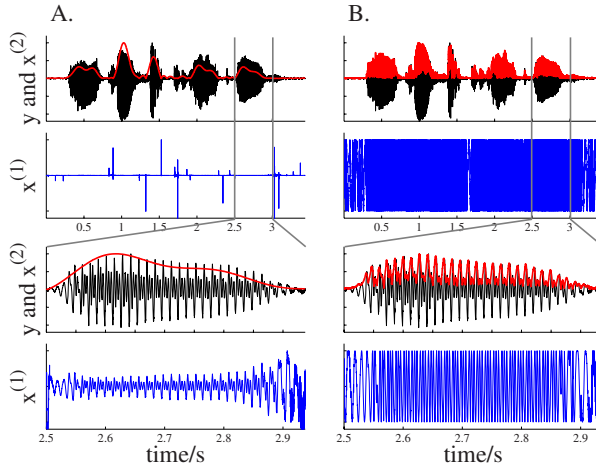 A.
B.
y and x(2)
x(1)
0.5 1 1.5 2 2.5 3
0.5 1 1.5 2 2.5 3
y and x(2)
x(1)
2.5 2.6 2.7 2.8 2.9
2.5 2.6 2.7 2.8 2.9
time/s
time/s